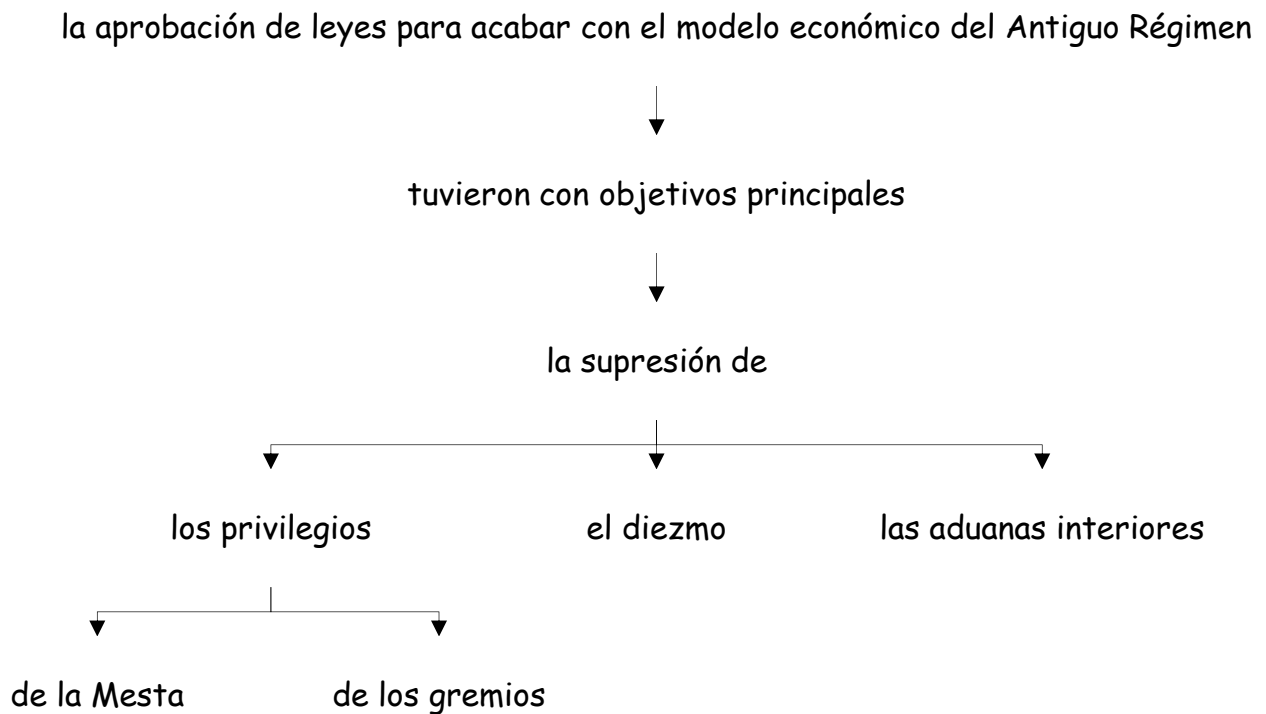 la aprobación de leyes para acabar con el modelo económico del Antiguo Régimen
tuvieron con objetivos principales
la supresión de
los privilegios
el diezmo
las aduanas interiores
de la Mesta
de los gremios